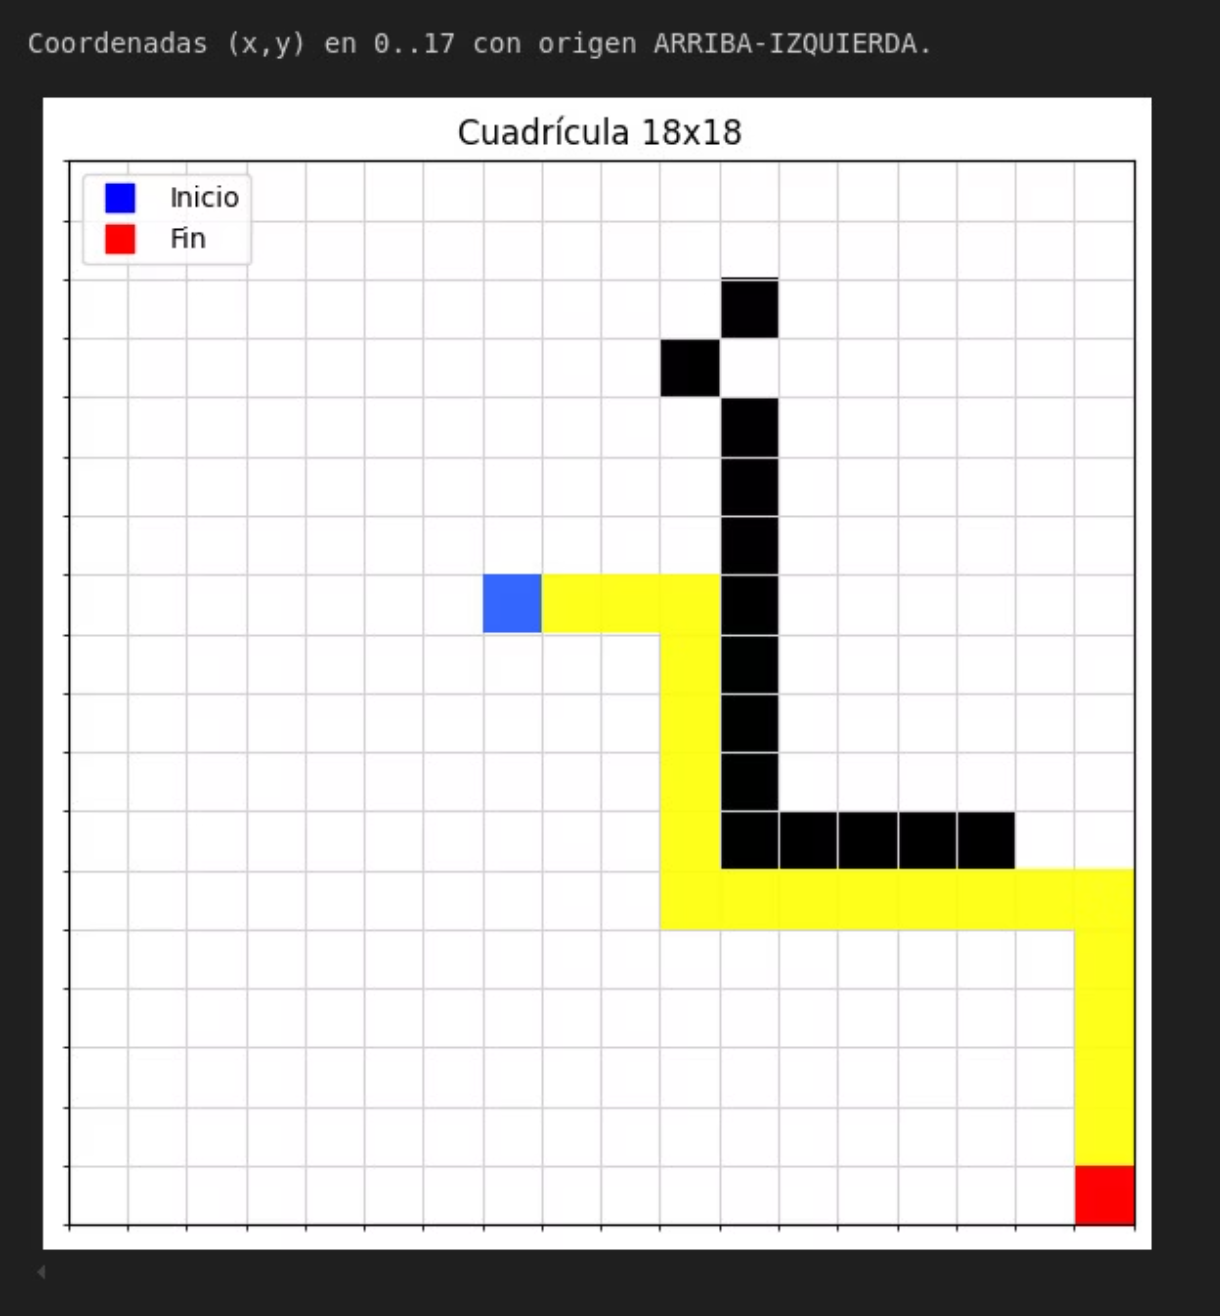 Coordenadas (x,y) en 0..17 con origen ARRIBA-IZQUIERDA.
Cuadrícula 18x18
Inicio
Fin